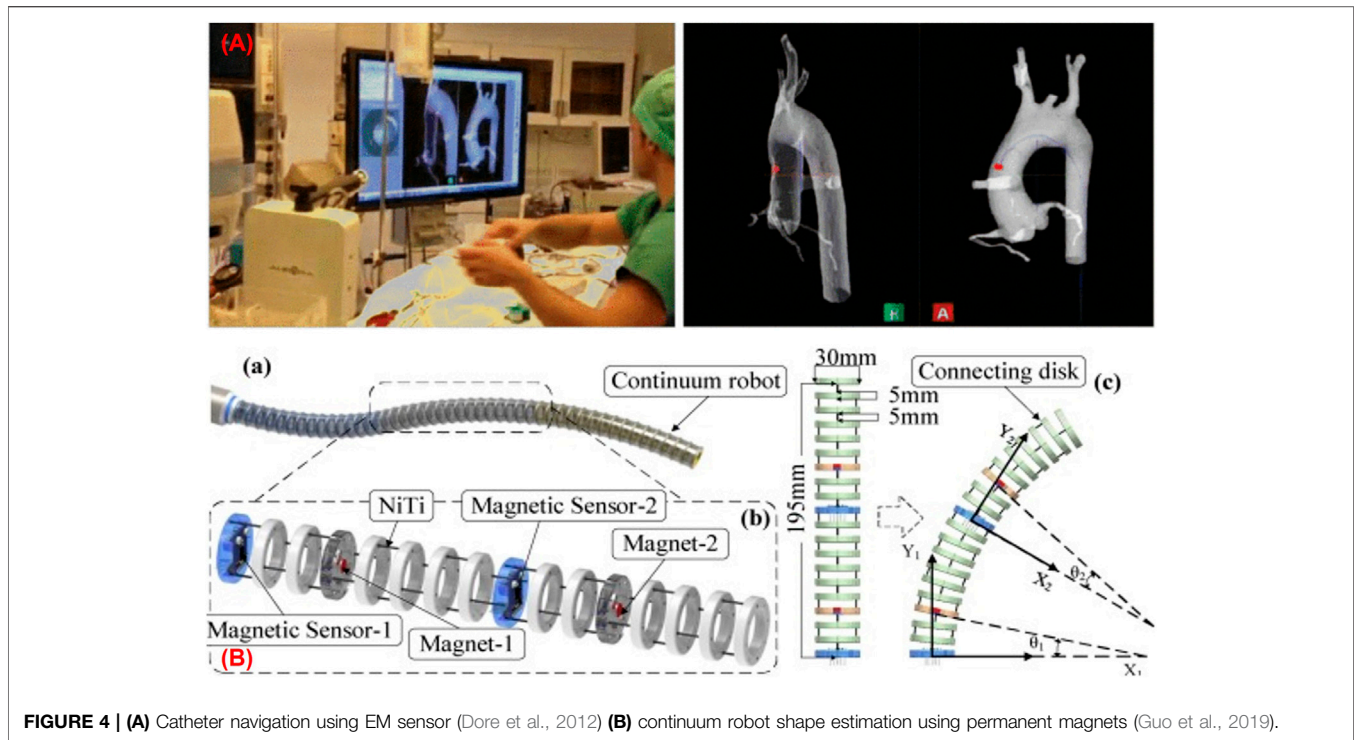 (A)
R
A
(a)
Continuum robot
NiTi
Magnetic Sensor-2
(b)
Magnet-2
Magnetic Sensor-1
Magnet-1
(B)
30mm
Connecting disk
(c)
5mm
5mm
195mm
Y₂
Y₁
X₂
θ₂
θ₁
X₁
FIGURE 4 | (A) Catheter navigation using EM sensor (Dore et al., 2012) (B) continuum robot shape estimation using permanent magnets (Guo et al., 2019).